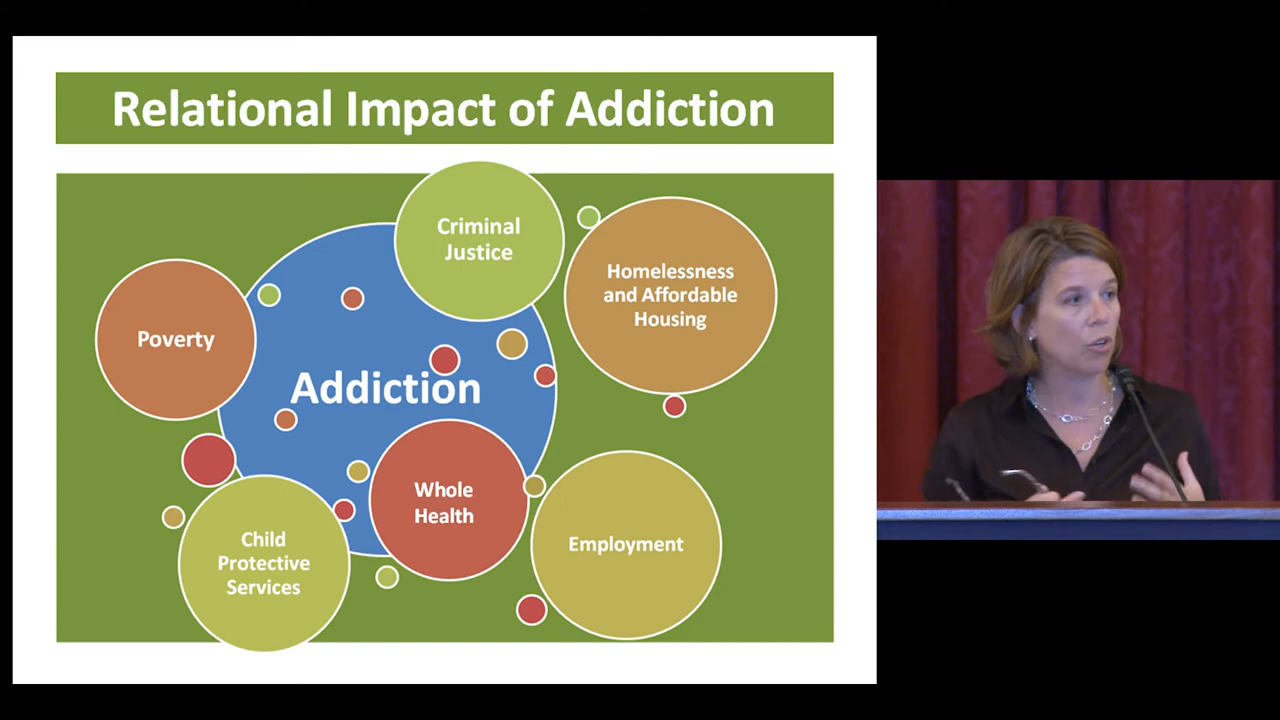 Relational Impact of Addiction
Criminal
Justice
Homelessness
and Affordable
Housing
Poverty
Addiction
Whole
Health
Child
Protective
Services
Employment